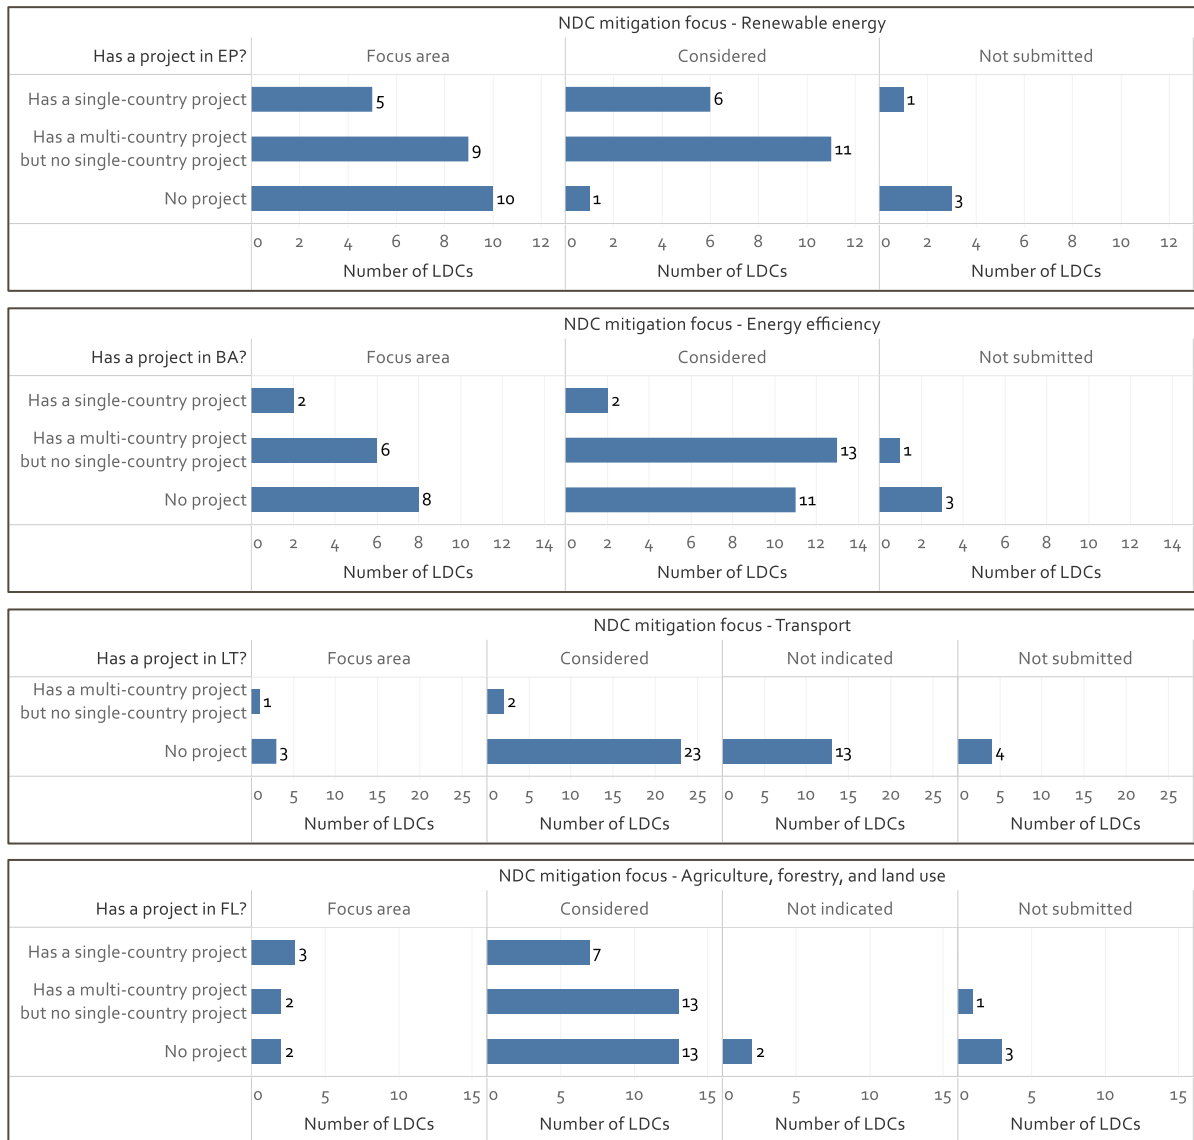 NDC mitigation focus - Renewable energy
Has a project in EP? Focus area Considered Not submitted
Has a single-country project 5 6 1
Has a multi-country project
but no single-country project 9 11
No project 10 1 3
0 2 4 6 8 10 12 0 2 4 6 8 10 12 0 2 4 6 8 10 12
Number of LDCs Number of LDCs Number of LDCs
NDC mitigation focus - Energy efficiency
Has a project in BA? Focus area Considered Not submitted
Has a single-country project 2 2
Has a multi-country project
but no single-country project 6 13 1
No project 8 11 3
0 2 4 6 8 10 12 14 0 2 4 6 8 10 12 14 0 2 4 6 8 10 12 14
Number of LDCs Number of LDCs Number of LDCs
NDC mitigation focus - Transport
Has a project in LT? Focus area Considered Not indicated Not submitted
Has a multi-country project
but no single-country project 1 2
No project 3 23 13 4
0 5 10 15 20 25 0 5 10 15 20 25 0 5 10 15 20 25 0 5 10 15 20 25
Number of LDCs Number of LDCs Number of LDCs Number of LDCs
NDC mitigation focus - Agriculture, forestry, and land use
Has a project in FL? Focus area Considered Not indicated Not submitted
Has a single-country project 3 7
Has a multi-country project
but no single-country project 2 13 1
No project 2 13 2 3
0 5 10 15 0 5 10 15 0 5 10 15 0 5 10 15
Number of LDCs Number of LDCs Number of LDCs Number of LDCs